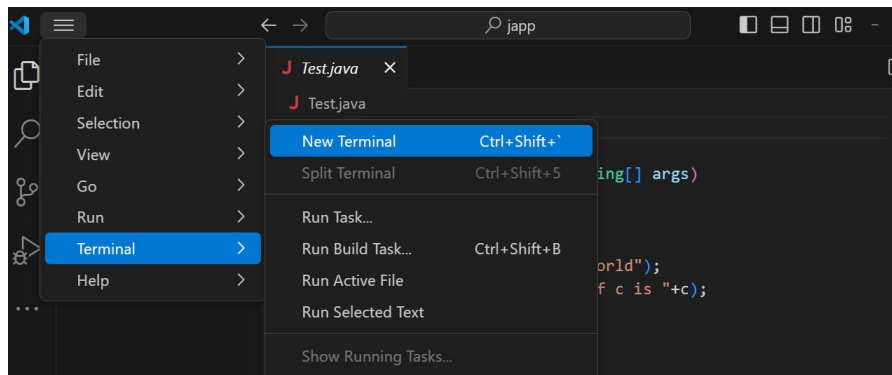 japp
File
Edit
Selection
View
Go
Run
Terminal
Help
J Test.java
J Test.java
New Terminal Ctrl+Shift+`
Split Terminal Ctrl+Shift+5
Run Task...
Run Build Task... Ctrl+Shift+B
Run Active File
Run Selected Text
Show Running Tasks...
ing[] args)
orld");
f c is "+c);